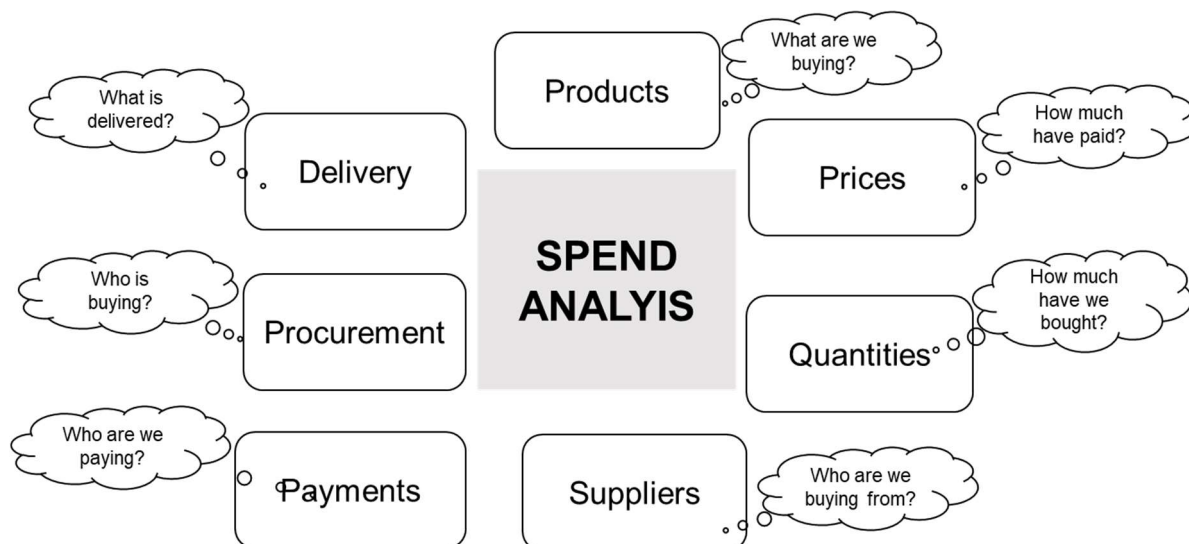 What are we
buying?
Products
What is
delivered?
Delivery
How much
have paid?
Prices
SPEND
ANALYIS
Who is
buying?
Procurement
How much
have we
bought?
Quantities
Who are we
paying?
Payments
Suppliers
Who are we
buying from?